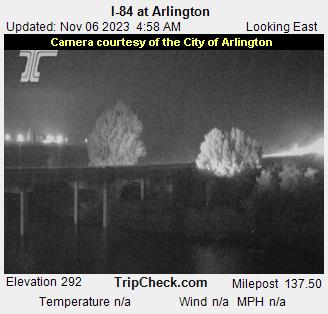 I-84 at Arlington
Updated: Nov 06 2023 4:58 AM Looking East
Camera courtesy of the City of Arlington
Elevation 292 TripCheck.com Milepost 137.50
Temperature n/a Wind n/a MPH n/a